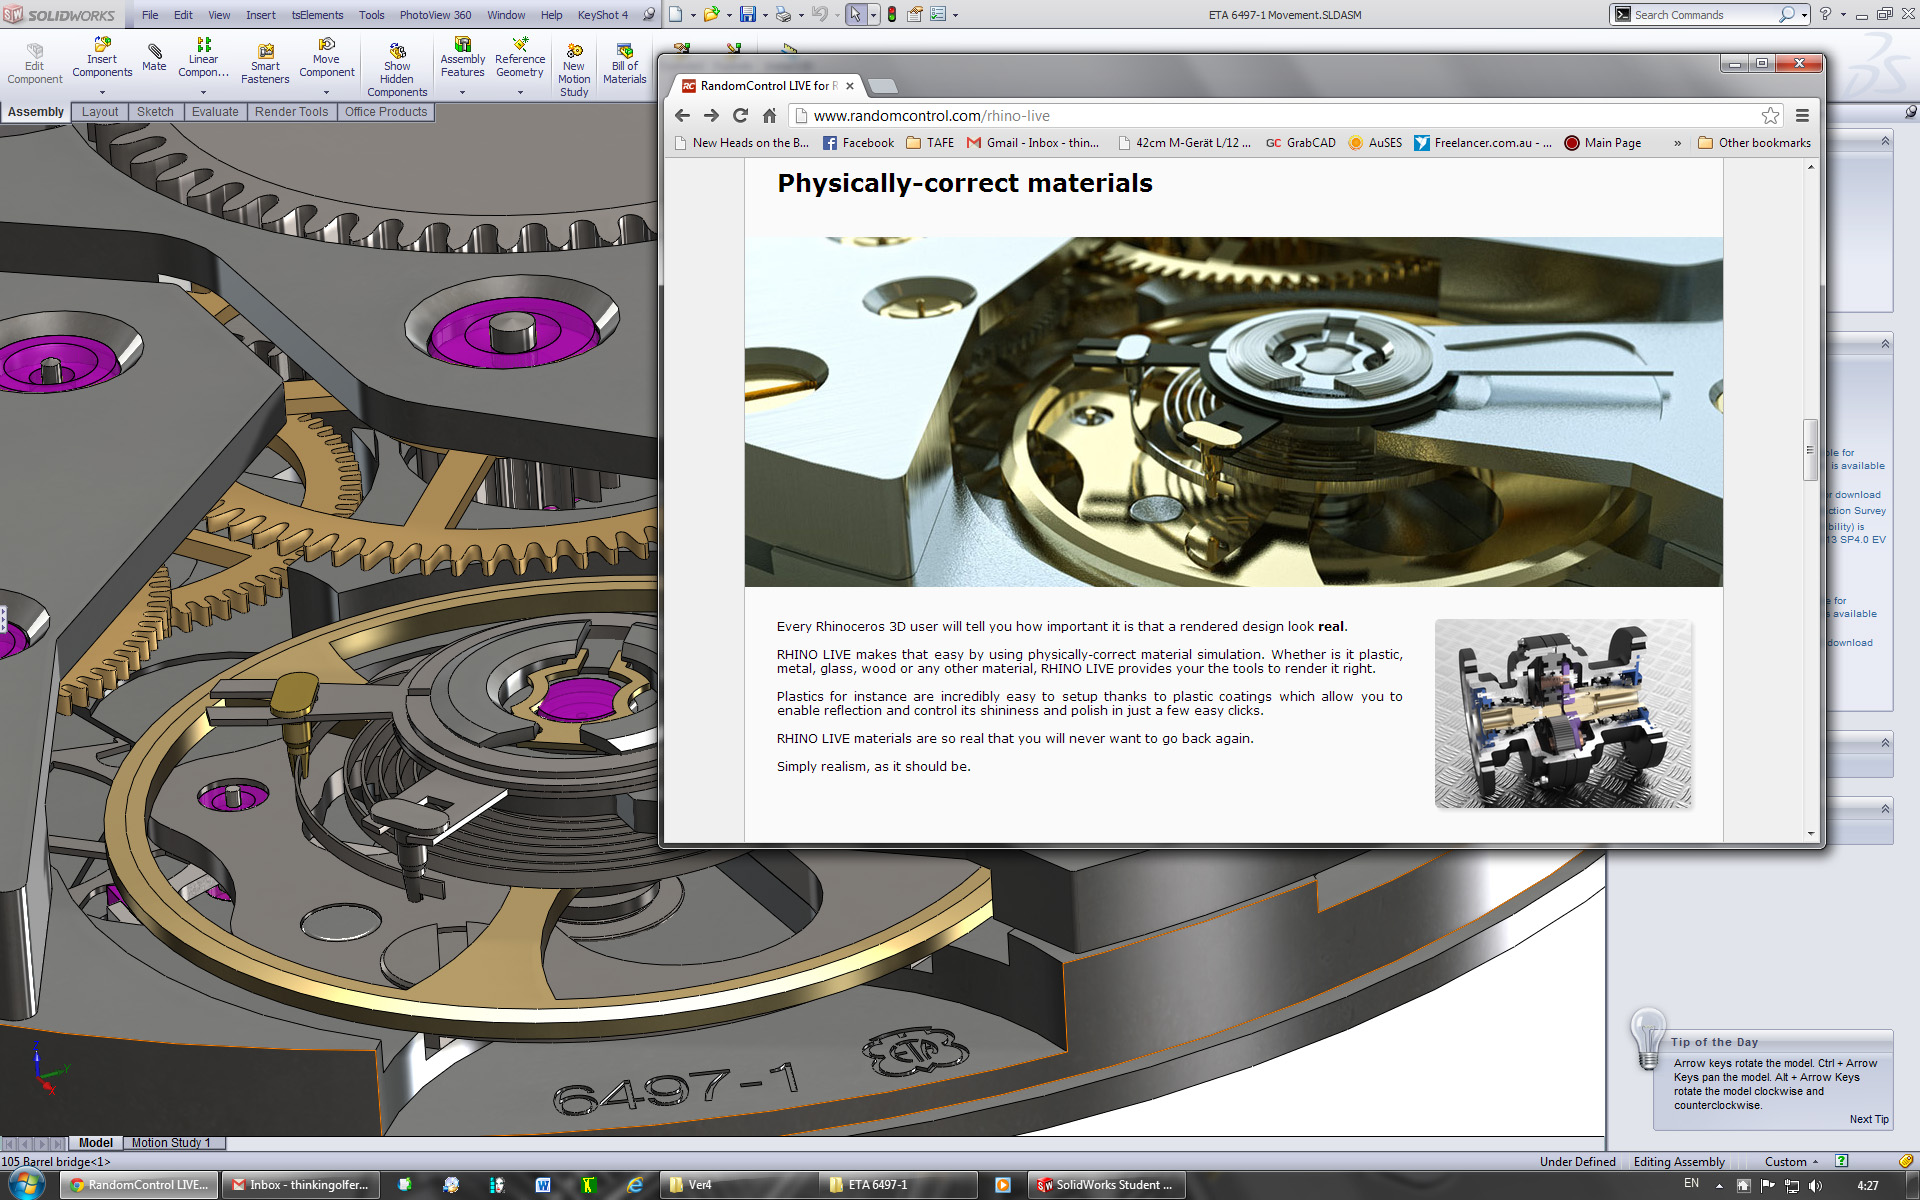 SOLIDWORKS File Edit View Insert tsElements Tools PhotoView 360 Window Help KeyShot 4
ETA 6497-1 Movement.SLDASM
Search Commands
Edit Component
Insert Components
Mate
Linear Compon...
Smart Fasteners
Move Component
Show Hidden Components
Assembly Features
Reference Geometry
New Motion Study
Bill of Materials
Assembly Layout Sketch Evaluate Render Tools Office Products
RC RandomControl LIVE for R
www.randomcontrol.com/rhino-live
New Heads on the B... Facebook TAFE Gmail - Inbox - thin... 42cm M-Gerät L/12 ... GC GrabCAD AuSES Freelancer.com.au - ... Main Page » Other bookmarks
Physically-correct materials
Every Rhinoceros 3D user will tell you how important it is that a rendered design look real.
RHINO LIVE makes that easy by using physically-correct material simulation. Whether is it plastic,
metal, glass, wood or any other material, RHINO LIVE provides your the tools to render it right.
Plastics for instance are incredibly easy to setup thanks to plastic coatings which allow you to
enable reflection and control its shininess and polish in just a few easy clicks.
RHINO LIVE materials are so real that you will never want to go back again.
Simply realism, as it should be.
for
is available
download
Survey
is
SP4.0 EV
for
available
download
6497-1
ETA
Tip of the Day
Arrow keys rotate the model. Ctrl + Arrow
Keys pan the model. Alt + Arrow Keys
rotate the model clockwise and
counterclockwise.
Next Tip
Model Motion Study 1
105 Barrel bridge<1>
Under Defined Editing Assembly Custom
RandomControl LIVE... Inbox - thinkingolfer... Ver4 ETA 6497-1 SolidWorks Student ...
EN 4:27